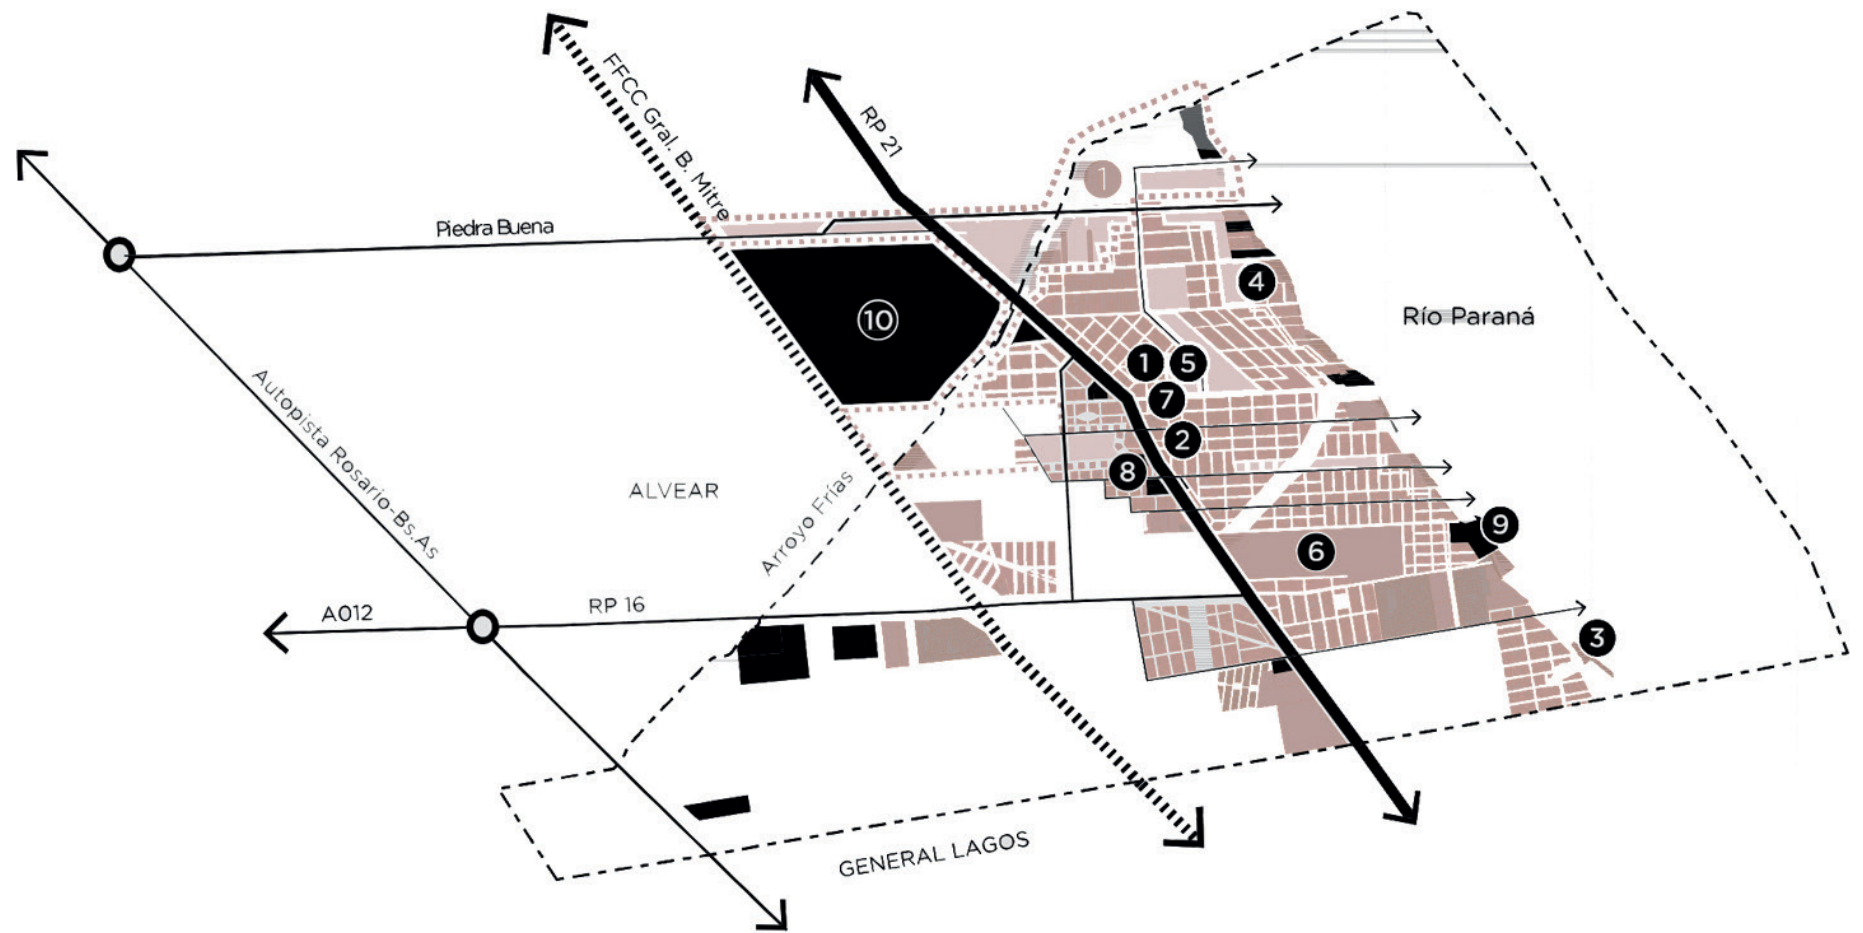 FFCC Gral. B. Mitre
RP 21
1
Piedra Buena
4
10
Río Paraná
1
5
7
2
Autopista Rosario-Bs.As
8
ALVEAR
Arroyo Frías
9
6
A012
RP 16
3
GENERAL LAGOS